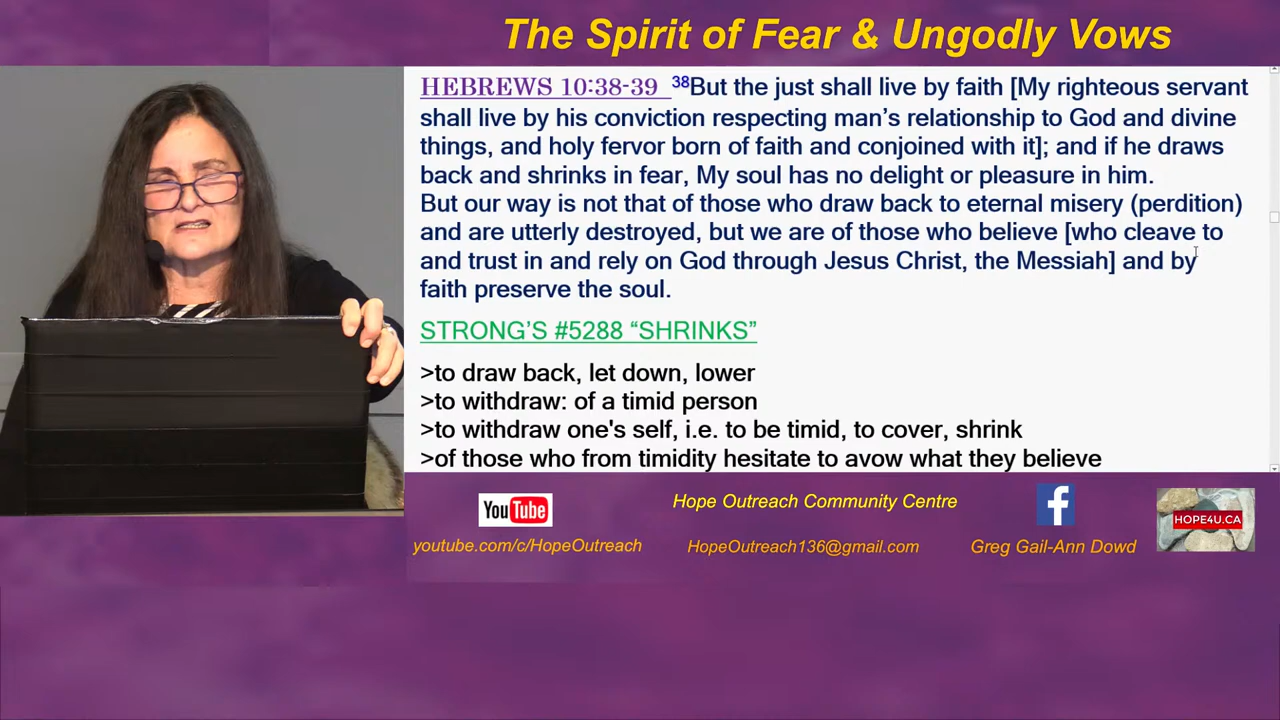 The Spirit of Fear & Ungodly Vows
HEBREWS 10:38-39 38But the just shall live by faith [My righteous servant
shall live by his conviction respecting man’s relationship to God and divine
things, and holy fervor born of faith and conjoined with it]; and if he draws
back and shrinks in fear, My soul has no delight or pleasure in him.
But our way is not that of those who draw back to eternal misery (perdition)
and are utterly destroyed, but we are of those who believe [who cleave to
and trust in and rely on God through Jesus Christ, the Messiah] and by
faith preserve the soul.
STRONG’S #5288 “SHRINKS”
>to draw back, let down, lower
>to withdraw: of a timid person
>to withdraw one's self, i.e. to be timid, to cover, shrink
>of those who from timidity hesitate to avow what they believe
YouTube
youtube.com/c/HopeOutreach
Hope Outreach Community Centre
HopeOutreach136@gmail.com
f
Greg Gail-Ann Dowd
HOPE4U.CA